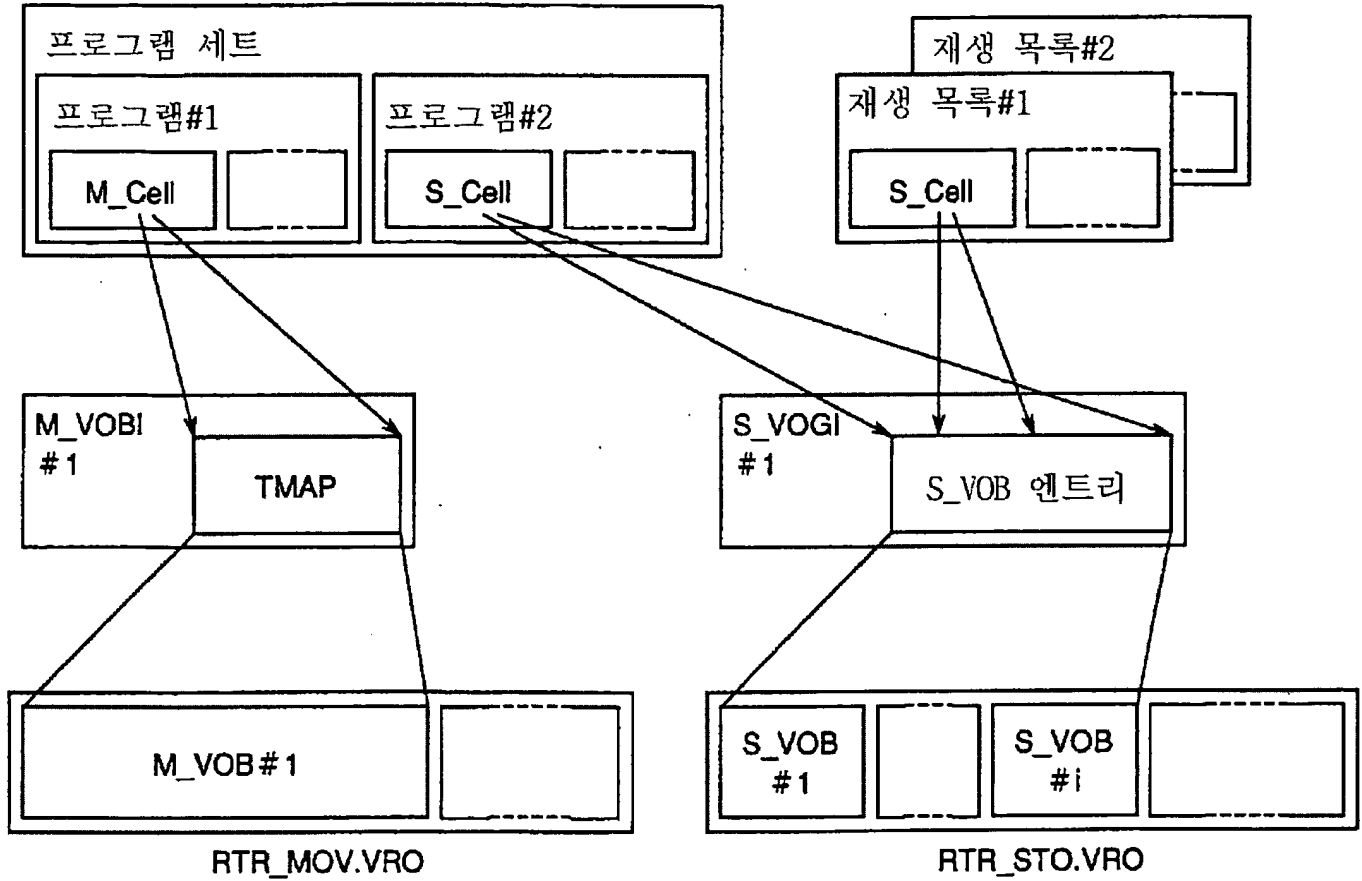 프로그램 세트
프로그램#1
M_Cell
프로그램#2
S_Cell
재생 목록#2
재생 목록#1
S_Cell
M_VOBI
#1
TMAP
S_VOGI
#1
S_VOB 엔트리
M_VOB#1
S_VOB
#1
S_VOB
#i
RTR_MOV.VRO
RTR_STO.VRO